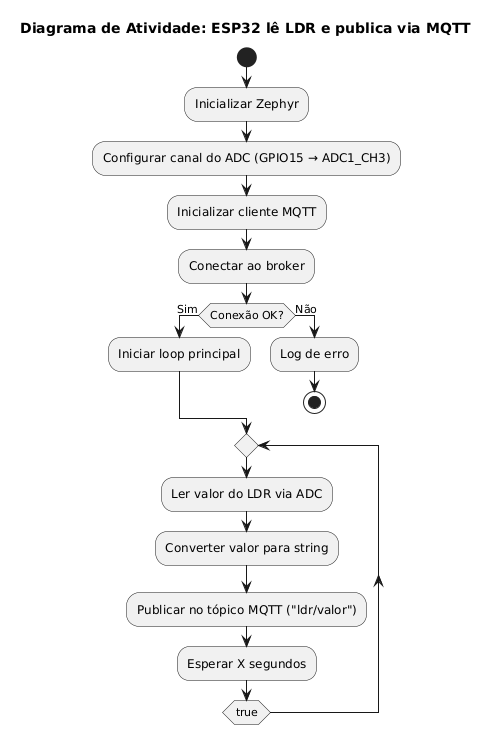 Diagrama de Atividade: ESP32 lê LDR e publica via MQTT
Inicializar Zephyr
Configurar canal do ADC (GPIO15 → ADC1_CH3)
Inicializar cliente MQTT
Conectar ao broker
Sim
Conexão OK?
Não
Iniciar loop principal
Log de erro
Ler valor do LDR via ADC
Converter valor para string
Publicar no tópico MQTT ("ldr/valor")
Esperar X segundos
true